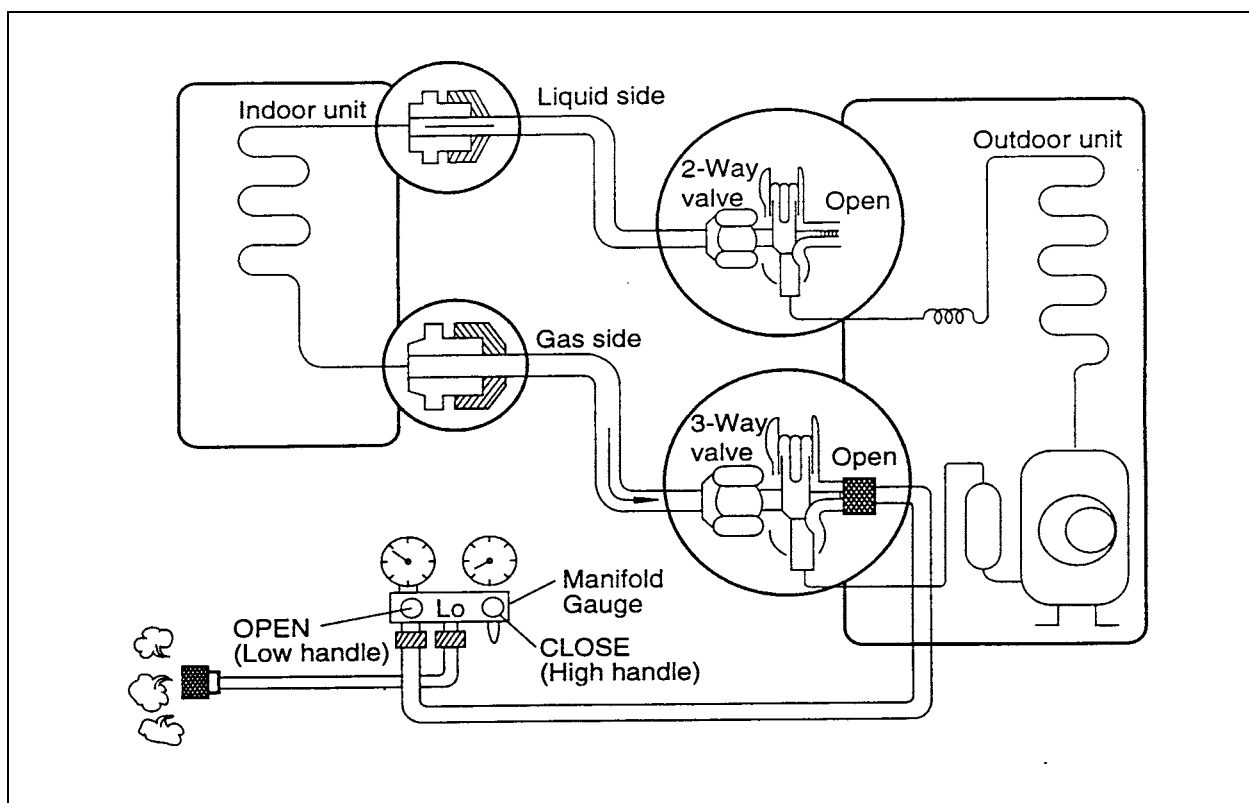 Indoor unit
Liquid side
2-Way
valve
Open
Outdoor unit
Gas side
3-Way
valve
Open
Manifold
Gauge
Lo
OPEN
(Low handle)
CLOSE
(High handle)